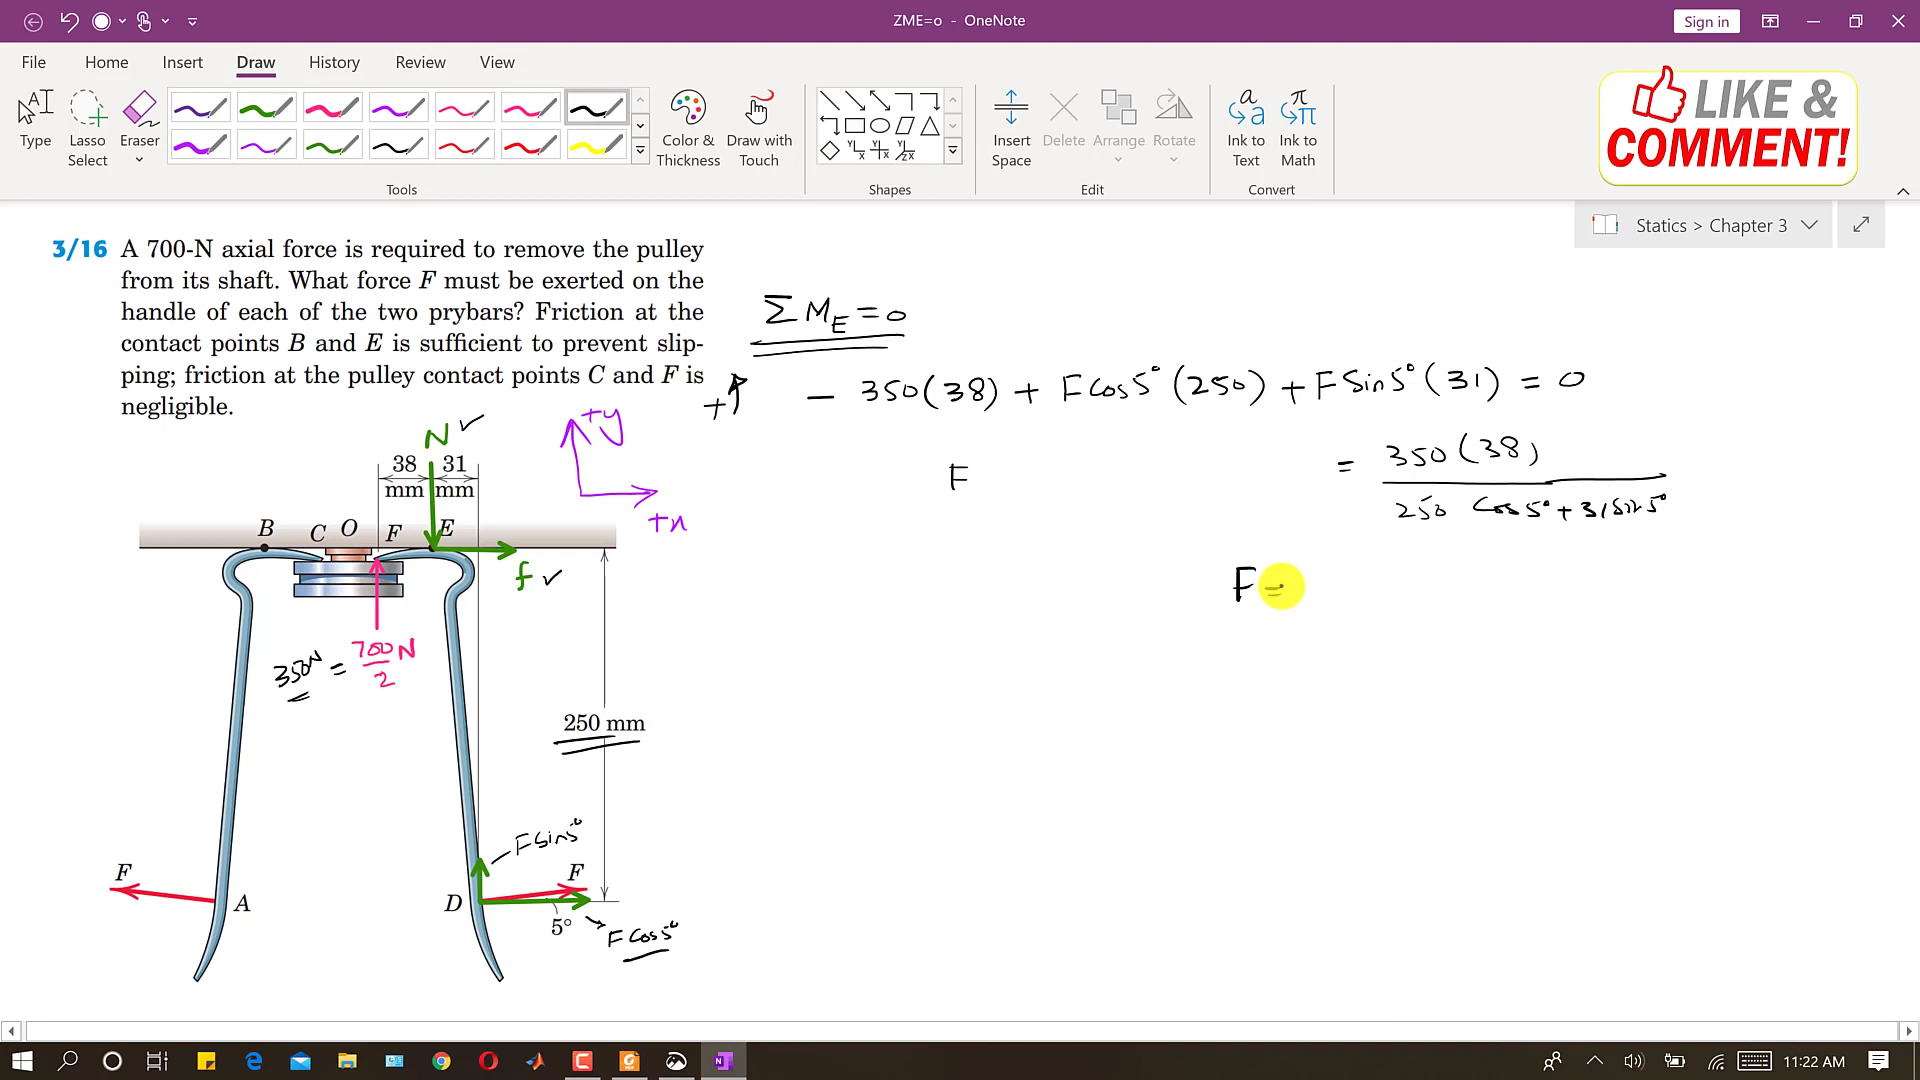 ZME=o - OneNote
Sign in
File Home Insert Draw History Review View
Type
Lasso Select
Eraser
Color & Thickness
Draw with Touch
Insert Space
Delete
Arrange
Rotate
Ink to Text
Ink to Math
Tools
Shapes
Edit
Convert
LIKE &
COMMENT!
Statics > Chapter 3
3/16 A 700-N axial force is required to remove the pulley
from its shaft. What force F must be exerted on the
handle of each of the two prybars? Friction at the
contact points B and E is sufficient to prevent slip-
ping; friction at the pulley contact points C and F is
negligible.
ΣM_E = 0
+ - 350(38) + F Cos5° (250) + F Sin5° (31) = 0
F = 350(38)
250 Cos5° + 31 Sin 5°
F =
N ✓
+y
+x
38 31
mm mm
B C O F E
f ✓
350N = 700/2 N
250 mm
F Sin5°
F
F
A
D
5°
F Cos5°
11:22 AM